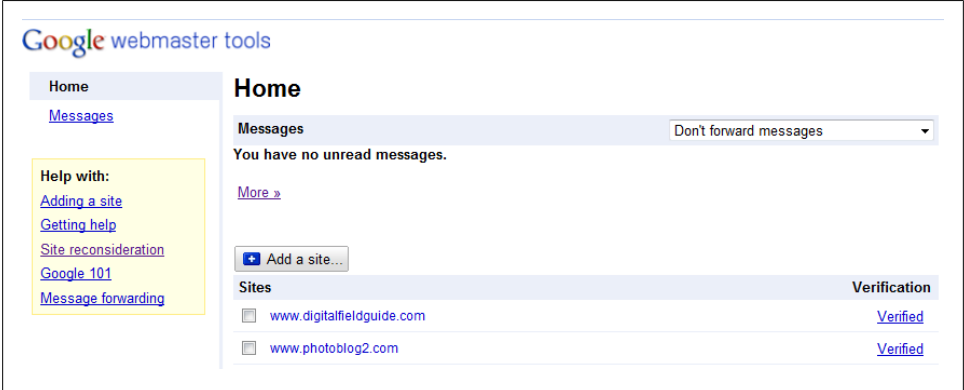 Google webmaster tools
Home
Messages
Help with:
Adding a site
Getting help
Site reconsideration
Google 101
Message forwarding
Home
Messages
Don't forward messages
You have no unread messages.
More »
Add a site...
Sites
Verification
www.digitalfieldguide.com
Verified
www.photoblog2.com
Verified